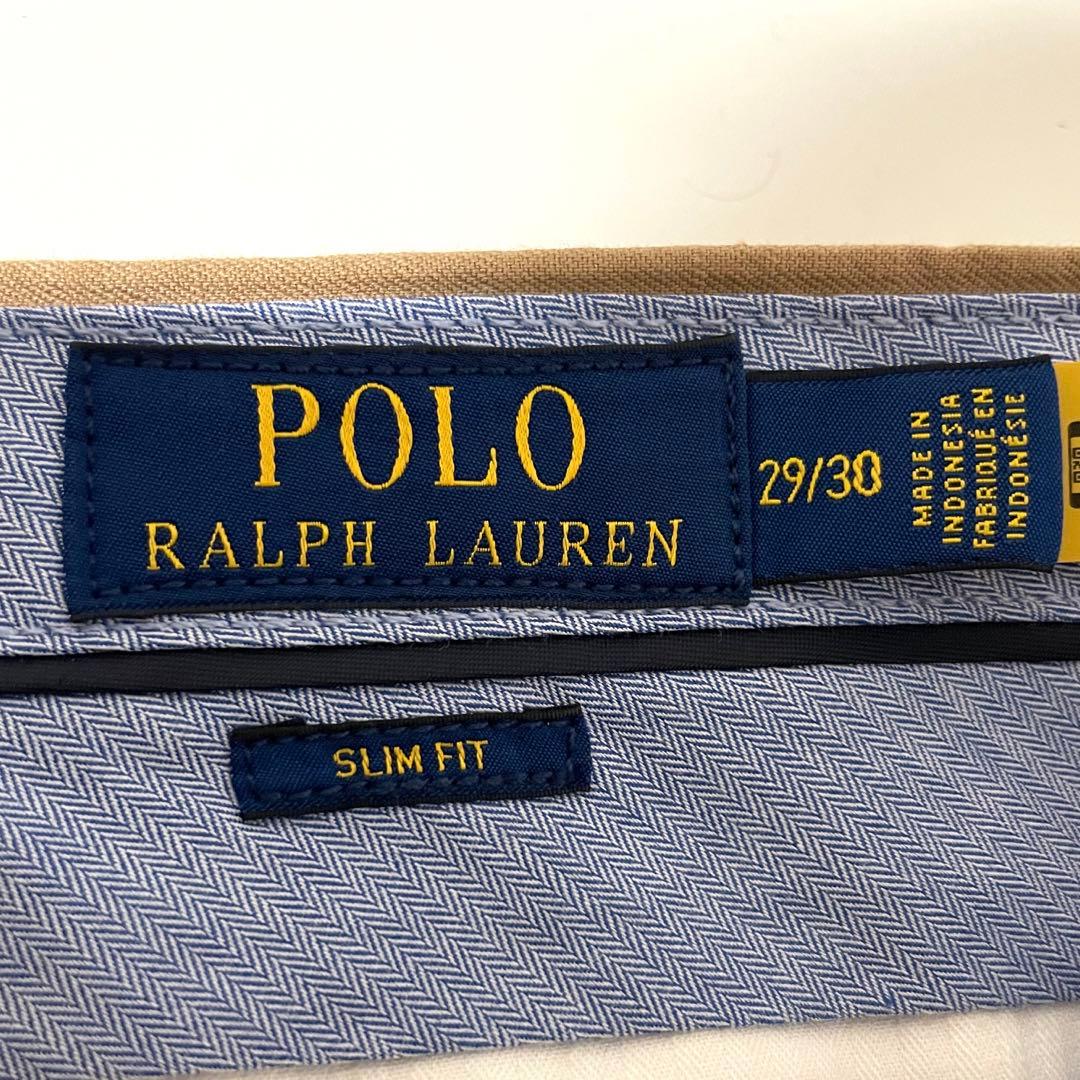 POLO
RALPH LAUREN
29/30
MADE IN
INDONESIA
FABRIQUÉ EN
INDONÉSIE
SLIM FIT